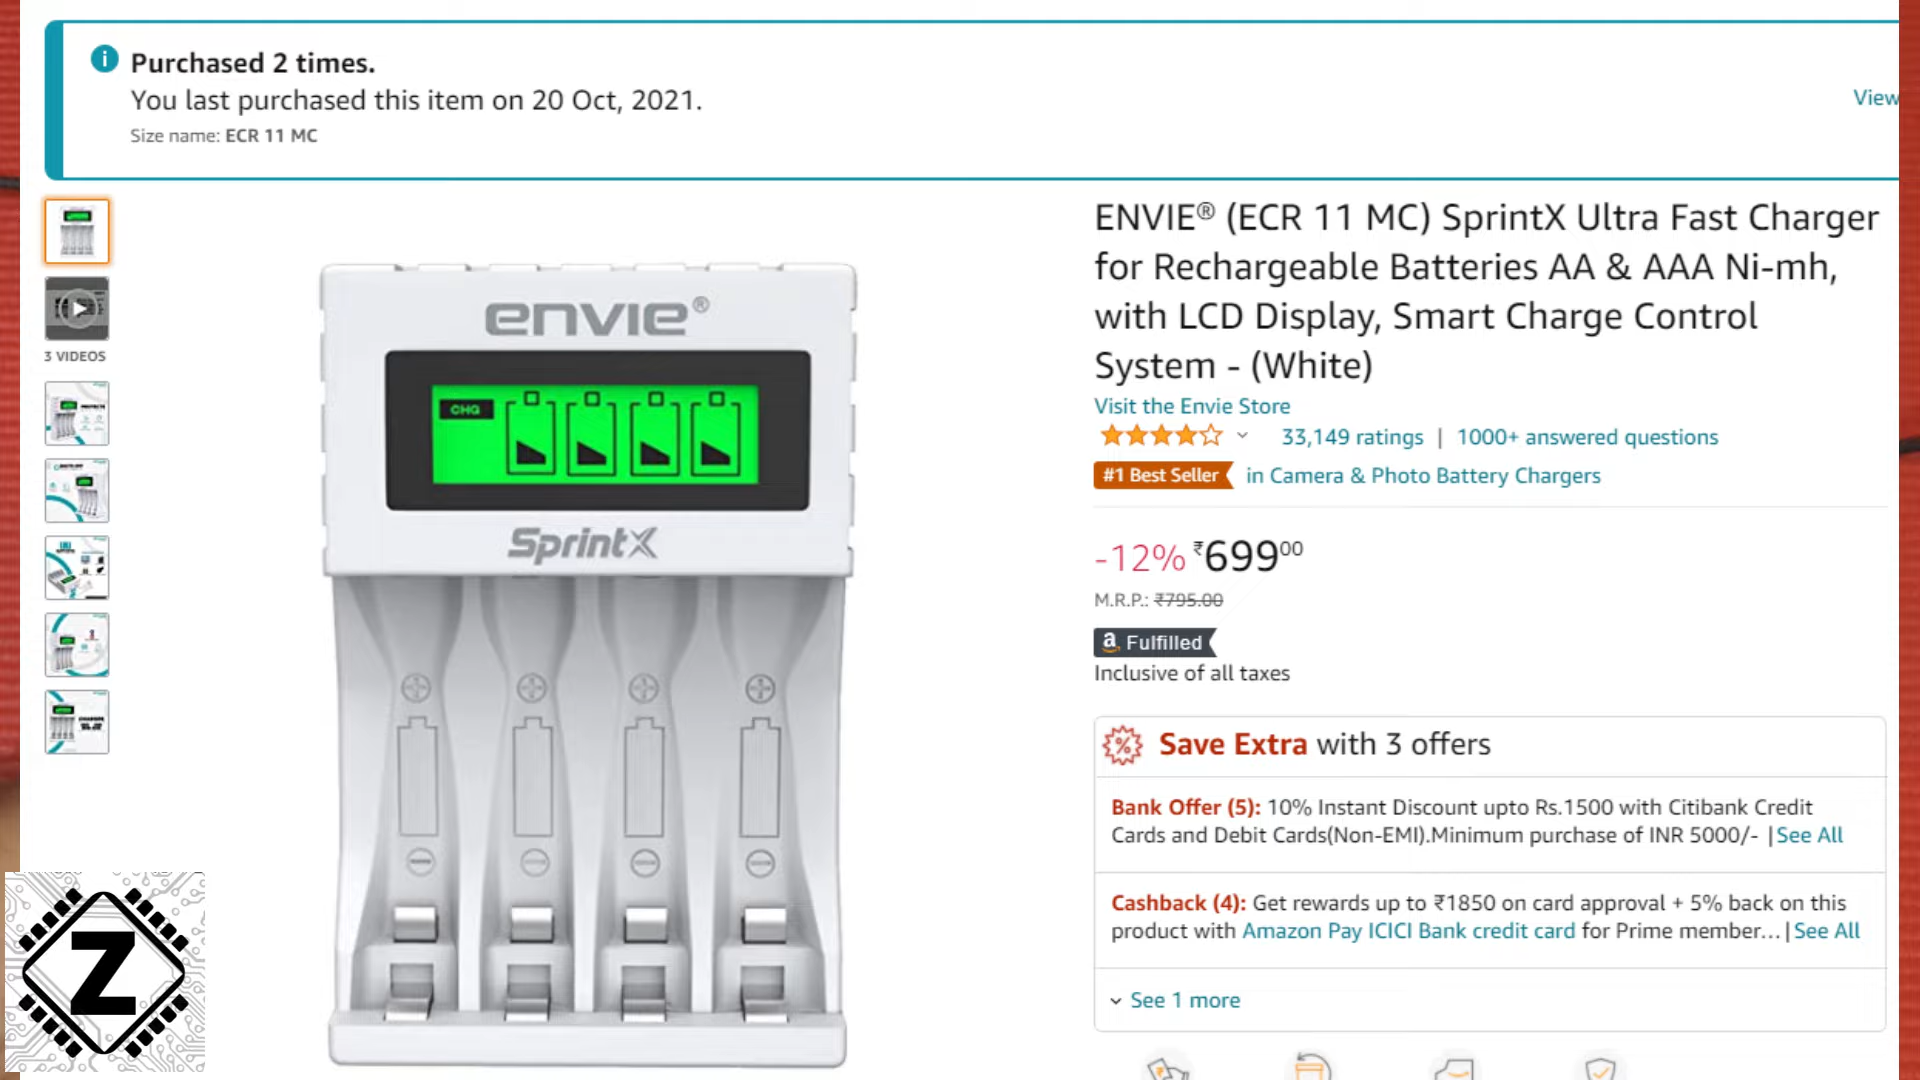 Purchased 2 times.
You last purchased this item on 20 Oct, 2021.
View
Size name: ECR 11 MC
3 VIDEOS
envie®
CHG
SprintX
ENVIE® (ECR 11 MC) SprintX Ultra Fast Charger
for Rechargeable Batteries AA & AAA Ni-mh,
with LCD Display, Smart Charge Control
System - (White)
Visit the Envie Store
33,149 ratings | 1000+ answered questions
#1 Best Seller in Camera & Photo Battery Chargers
-12% ₹69900
M.R.P.: ₹795.00
a Fulfilled
Inclusive of all taxes
Save Extra with 3 offers
Bank Offer (5): 10% Instant Discount upto Rs.1500 with Citibank Credit
Cards and Debit Cards(Non-EMI).Minimum purchase of INR 5000/- | See All
Cashback (4): Get rewards up to ₹1850 on card approval + 5% back on this
product with Amazon Pay ICICI Bank credit card for Prime member... | See All
See 1 more
Z